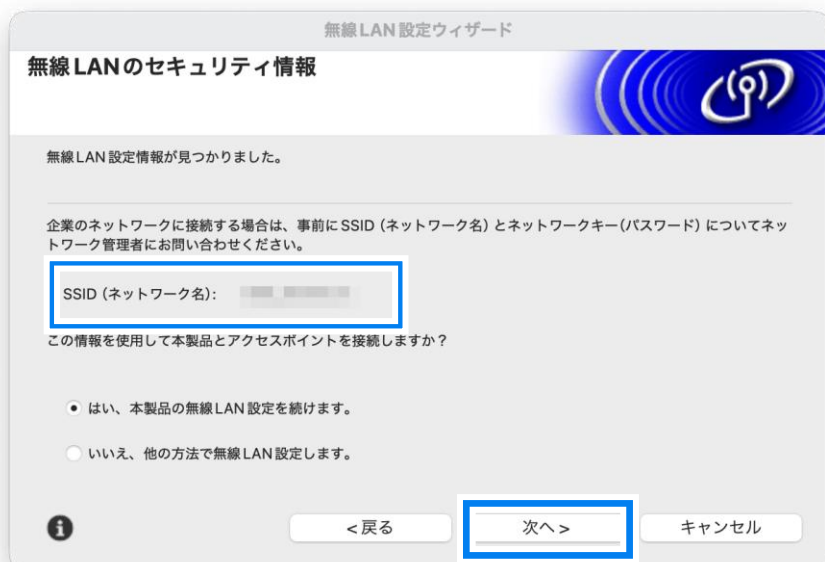 無線LAN設定ウィザード
無線LANのセキュリティ情報
無線LAN設定情報が見つかりました。
企業のネットワークに接続する場合は、事前にSSID（ネットワーク名）とネットワークキー（パスワード）についてネッ
トワーク管理者にお問い合わせください。
SSID（ネットワーク名）：
この情報を使用して本製品とアクセスポイントを接続しますか？
はい、本製品の無線LAN設定を続けます。
いいえ、他の方法で無線LAN設定します。
<戻る 次へ> キャンセル